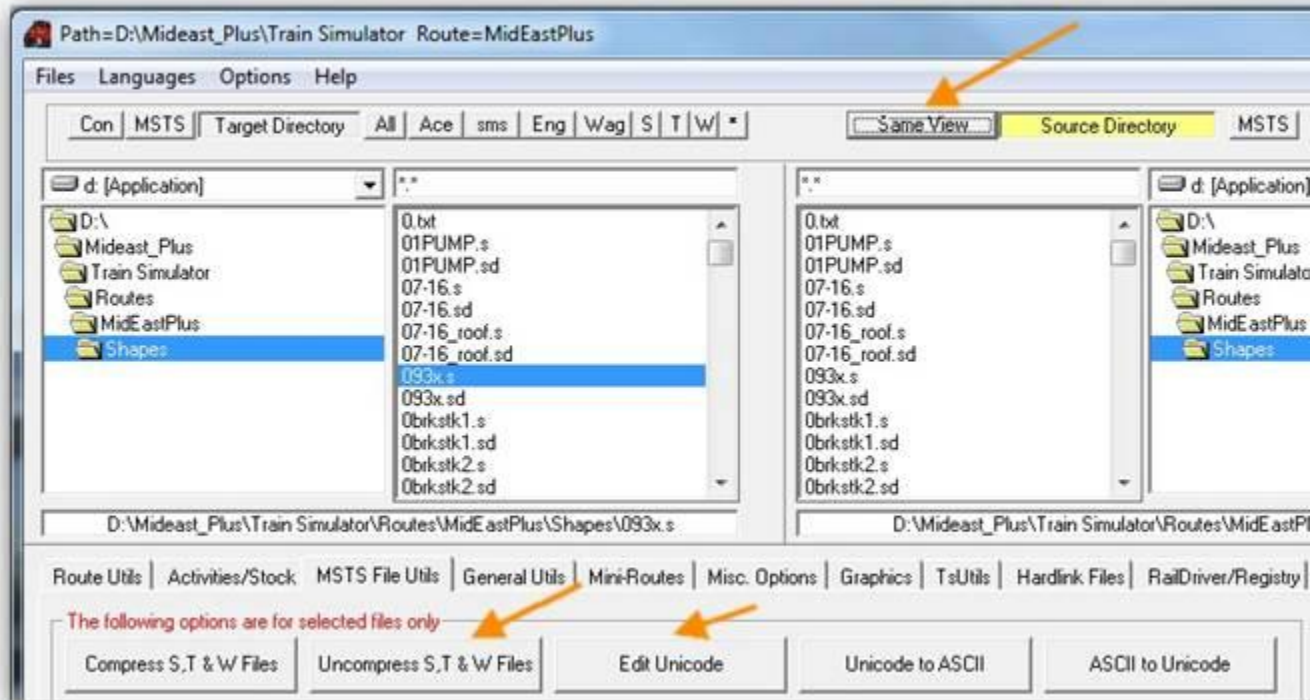 Path=D:\Mideast_Plus\Train Simulator Route=MidEastPlus
Files Languages Options Help
Con MSTS Target Directory All Ace sms Eng Wag S T W * Same View Source Directory MSTS
d: [Application] *.* *.* d: [Application]
D:\
Mideast_Plus
Train Simulator
Routes
MidEastPlus
Shapes
0.txt
01PUMP.s
01PUMP.sd
07-16.s
07-16.sd
07-16_roof.s
07-16_roof.sd
093x.s
093x.sd
0brkstk1.s
0brkstk1.sd
0brkstk2.s
0brkstk2.sd
0.txt
01PUMP.s
01PUMP.sd
07-16.s
07-16.sd
07-16_roof.s
07-16_roof.sd
093x.s
093x.sd
0brkstk1.s
0brkstk1.sd
0brkstk2.s
0brkstk2.sd
D:\
Mideast_Plus
Train Simulato
Routes
MidEastPlus
Shapes
D:\Mideast_Plus\Train Simulator\Routes\MidEastPlus\Shapes\093x.s D:\Mideast_Plus\Train Simulator\Routes\MidEastPl
Route Utils Activities/Stock MSTS File Utils General Utils Mini-Routes Misc. Options Graphics TsUtils Hardlink Files RailDriver/Registry
The following options are for selected files only
Compress S,T & W Files Uncompress S,T & W Files Edit Unicode Unicode to ASCII ASCII to Unicode